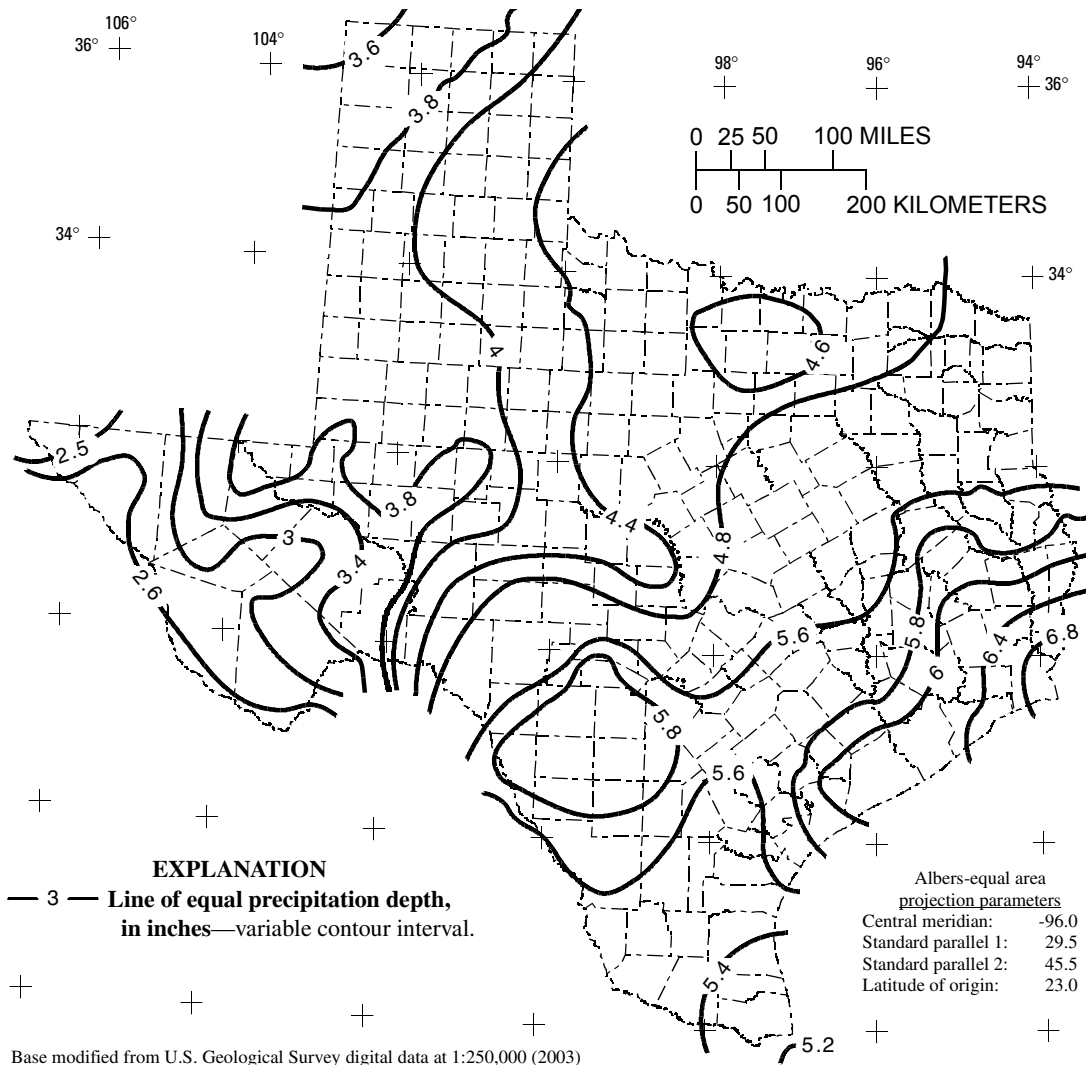 106°
36°
104°
98°
96°
94°
36°
3.6
3.8
0 25 50 100 MILES
0 50 100 200 KILOMETERS
34°
34°
4
4.6
2.5
3.8
4.4
3
4.8
3.4
2.6
5.6
5.8
6.4
6.8
6
5.8
5.6
EXPLANATION
3 Line of equal precipitation depth,
in inches—variable contour interval.
Albers-equal area
projection parameters
Central meridian: -96.0
Standard parallel 1: 29.5
Standard parallel 2: 45.5
Latitude of origin: 23.0
5.4
5.2
Base modified from U.S. Geological Survey digital data at 1:250,000 (2003)